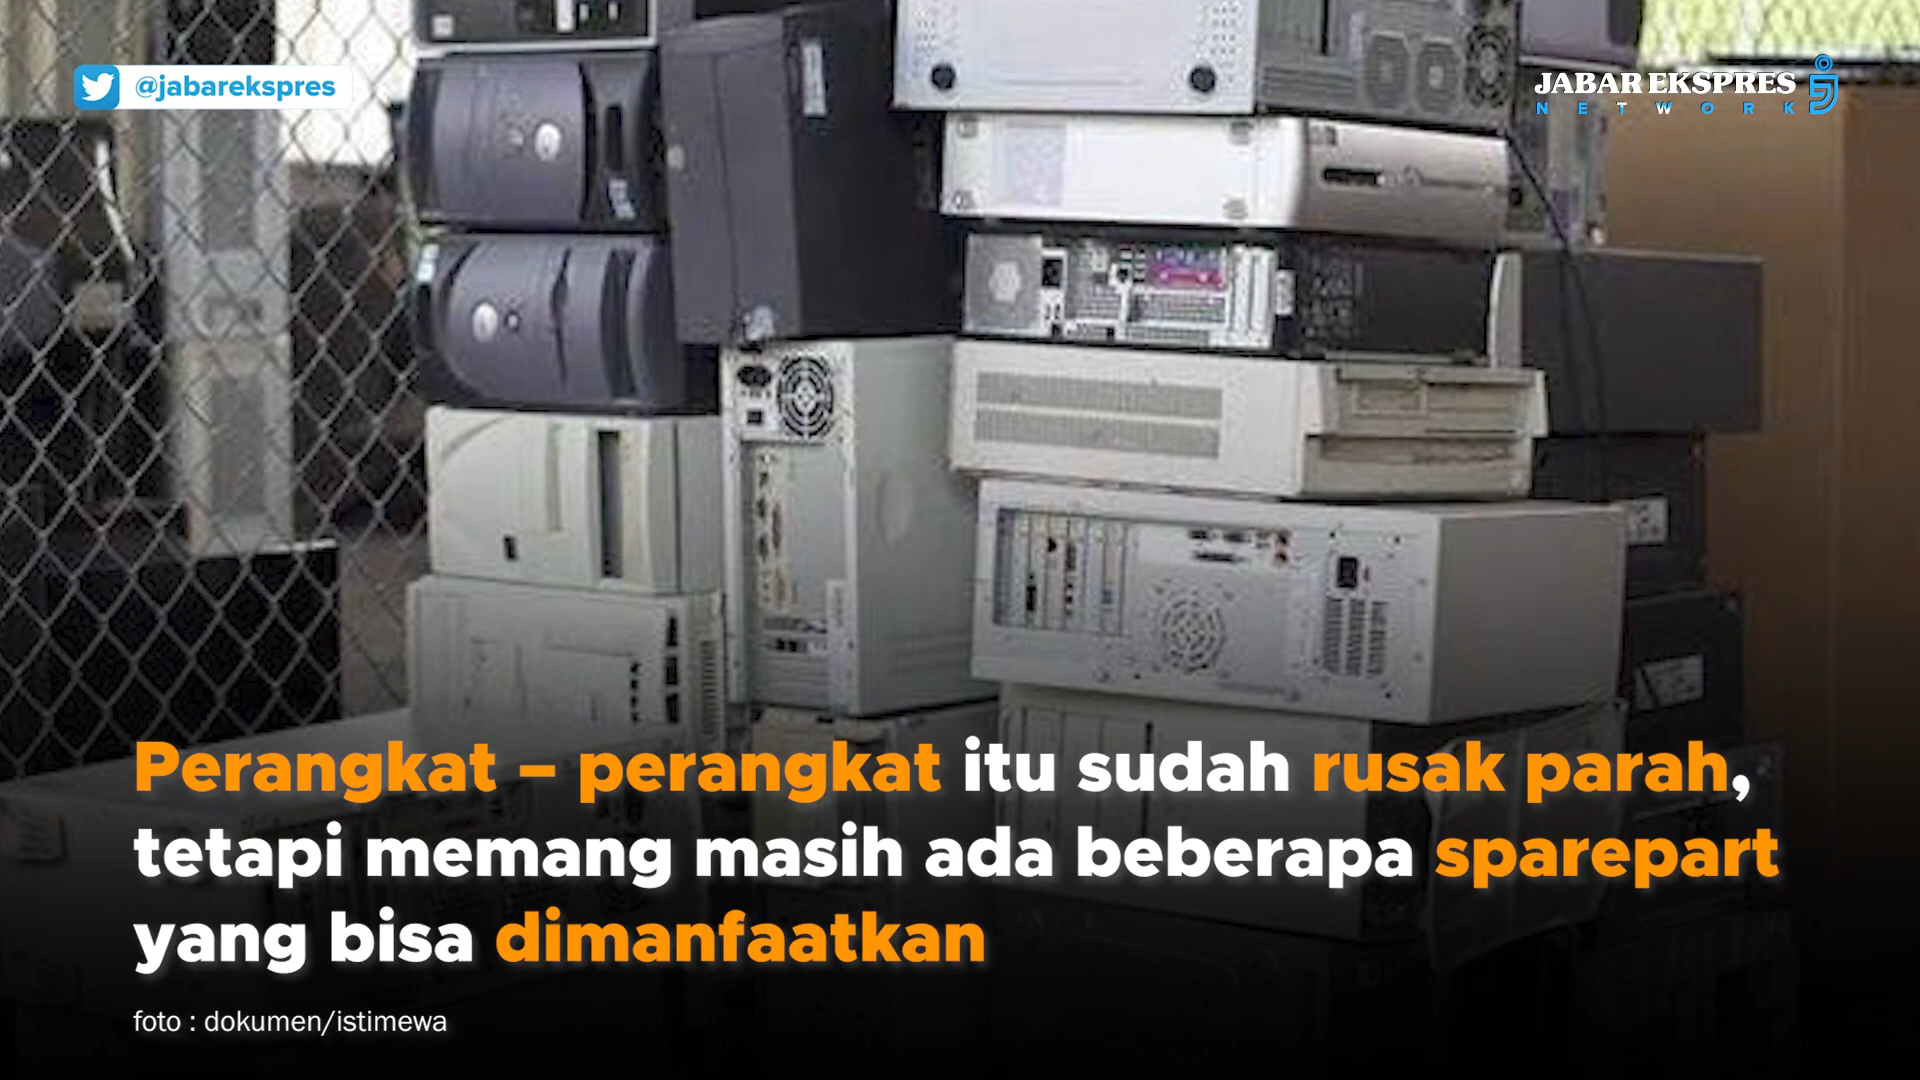 @jabarekspres
JABAR EKSPRES
NETWORK
Perangkat – perangkat itu sudah rusak parah,
tetapi memang masih ada beberapa sparepart
yang bisa dimanfaatkan
foto : dokumen/istimewa